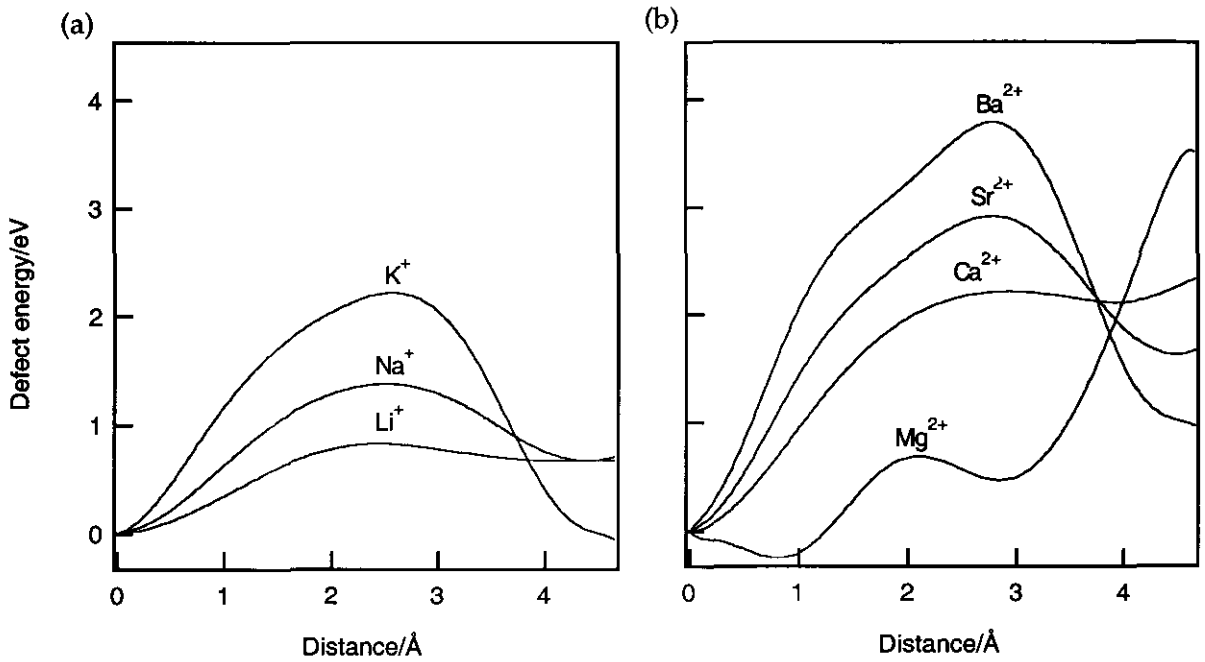 (a)
4
3
2
1
0
Defect energy/eV
K⁺
Na⁺
Li⁺
0 1 2 3 4
Distance/Å
(b)
Ba²⁺
Sr²⁺
Ca²⁺
Mg²⁺
0 1 2 3 4
Distance/Å